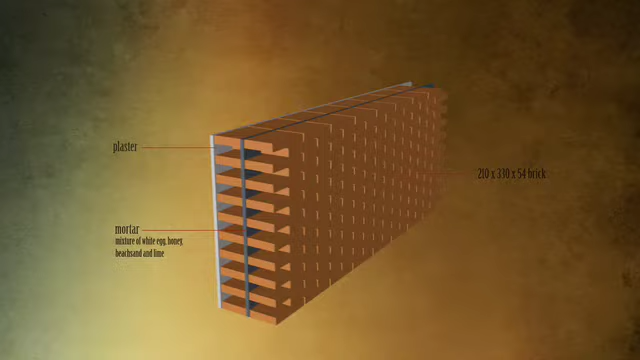 plaster
210 x 330 x 54 brick
mortar
mixture of white egg, honey,
beachsand and lime